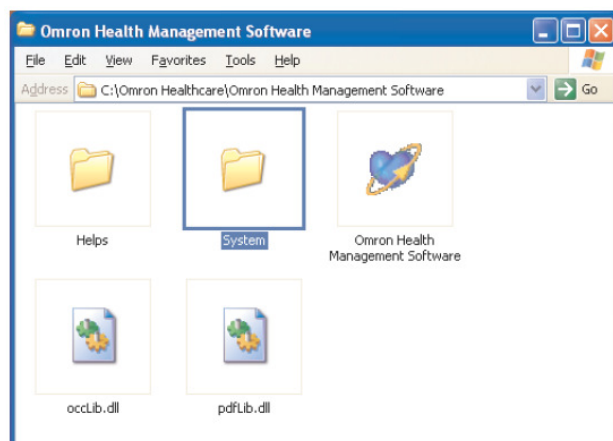 Omron Health Management Software
File Edit View Favorites Tools Help
Address C:\Omron Healthcare\Omron Health Management Software Go
Helps System Omron Health
Management Software
occLib.dll pdfLib.dll